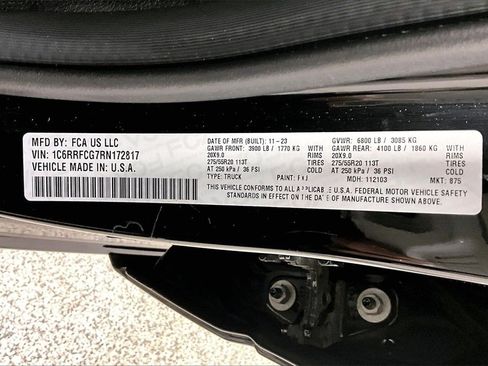 MFD BY: FCA US LLC
VIN: 1C6RRFCG7RN172817
VEHICLE MADE IN: U.S.A.
DATE OF MFR (BUILT): 11-23 GVWR: 6800 LB / 3085 KG
GAWR FRONT: 3900 LB / 1770 KG WITH GAWR REAR: 4100 LB / 1860 KG WITH
20X9.0 RIMS 20X9.0 RIMS
275/55R20 113T TIRES 275/55R20 113T TIRES
AT 250 kPa / 36 PSI COLD AT 250 kPa / 36 PSI COLD
TYPE: TRUCK PAINT: MDH: 112103 MKT: 875
THIS VEHICLE CONFORMS TO ALL APPLICABLE U.S.A. FEDERAL MOTOR VEHICLE SAFETY
STANDARDS IN EFFECT ON THE DATE OF MANUFACTURE SHOWN ABOVE.